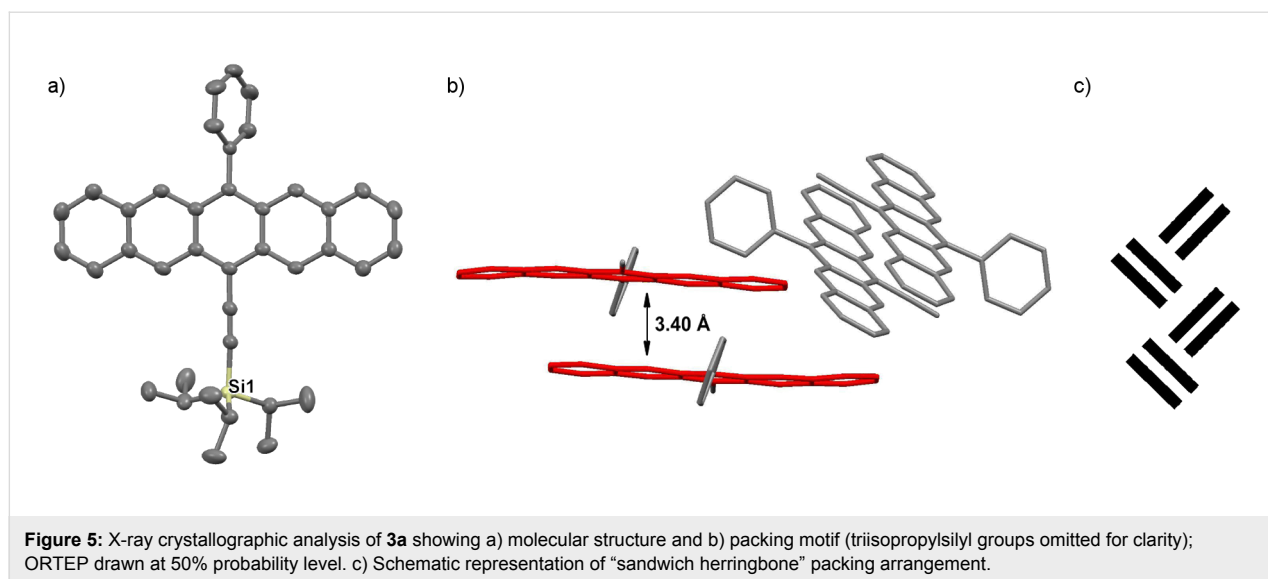 a)
b)
c)
3.40 Å
Si1
Figure 5: X-ray crystallographic analysis of 3a showing a) molecular structure and b) packing motif (triisopropylsilyl groups omitted for clarity);
ORTEP drawn at 50% probability level. c) Schematic representation of “sandwich herringbone” packing arrangement.